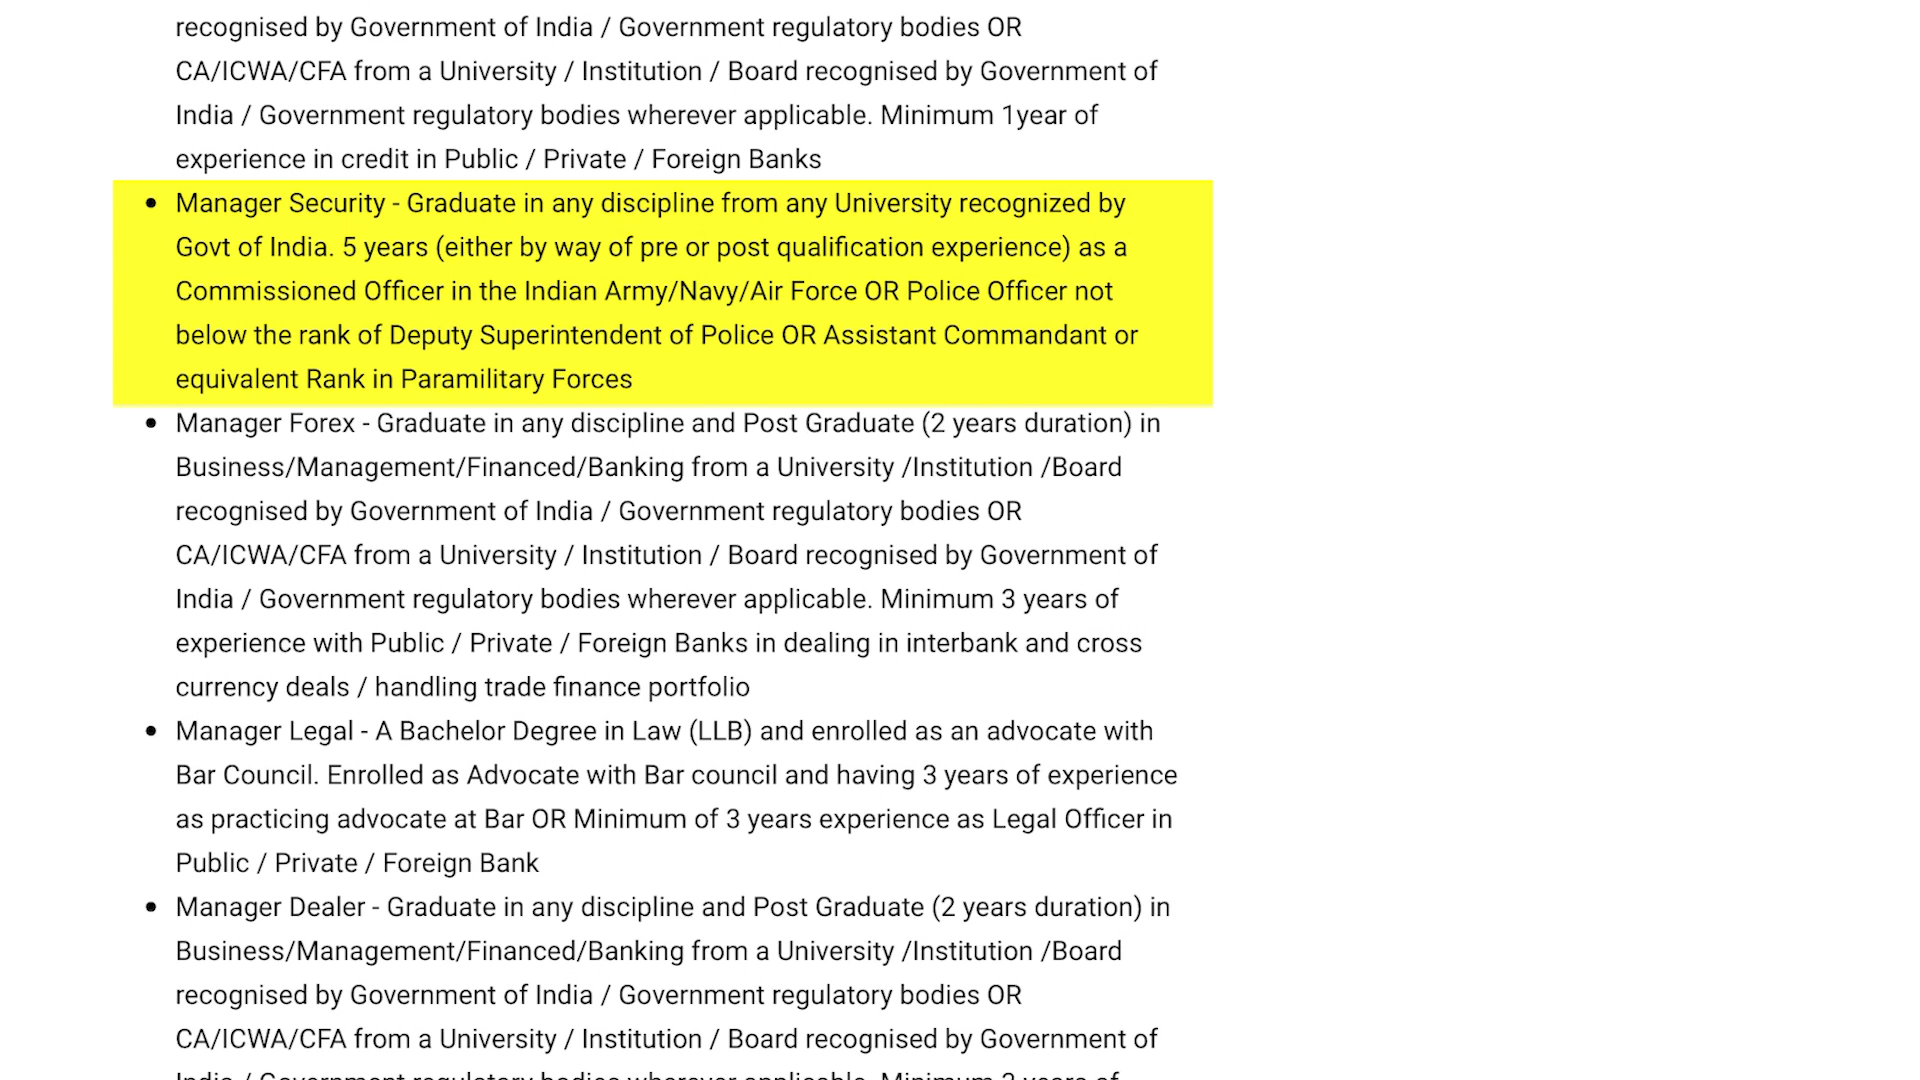 recognised by Government of India / Government regulatory bodies OR
CA/ICWA/CFA from a University / Institution / Board recognised by Government of
India / Government regulatory bodies wherever applicable. Minimum 1year of
experience in credit in Public / Private / Foreign Banks
• Manager Security - Graduate in any discipline from any University recognized by
Govt of India. 5 years (either by way of pre or post qualification experience) as a
Commissioned Officer in the Indian Army/Navy/Air Force OR Police Officer not
below the rank of Deputy Superintendent of Police OR Assistant Commandant or
equivalent Rank in Paramilitary Forces
• Manager Forex - Graduate in any discipline and Post Graduate (2 years duration) in
Business/Management/Financed/Banking from a University /Institution /Board
recognised by Government of India / Government regulatory bodies OR
CA/ICWA/CFA from a University / Institution / Board recognised by Government of
India / Government regulatory bodies wherever applicable. Minimum 3 years of
experience with Public / Private / Foreign Banks in dealing in interbank and cross
currency deals / handling trade finance portfolio
• Manager Legal - A Bachelor Degree in Law (LLB) and enrolled as an advocate with
Bar Council. Enrolled as Advocate with Bar council and having 3 years of experience
as practicing advocate at Bar OR Minimum of 3 years experience as Legal Officer in
Public / Private / Foreign Bank
• Manager Dealer - Graduate in any discipline and Post Graduate (2 years duration) in
Business/Management/Financed/Banking from a University /Institution /Board
recognised by Government of India / Government regulatory bodies OR
CA/ICWA/CFA from a University / Institution / Board recognised by Government of
India / Government regulatory bodies wherever applicable. Minimum years of